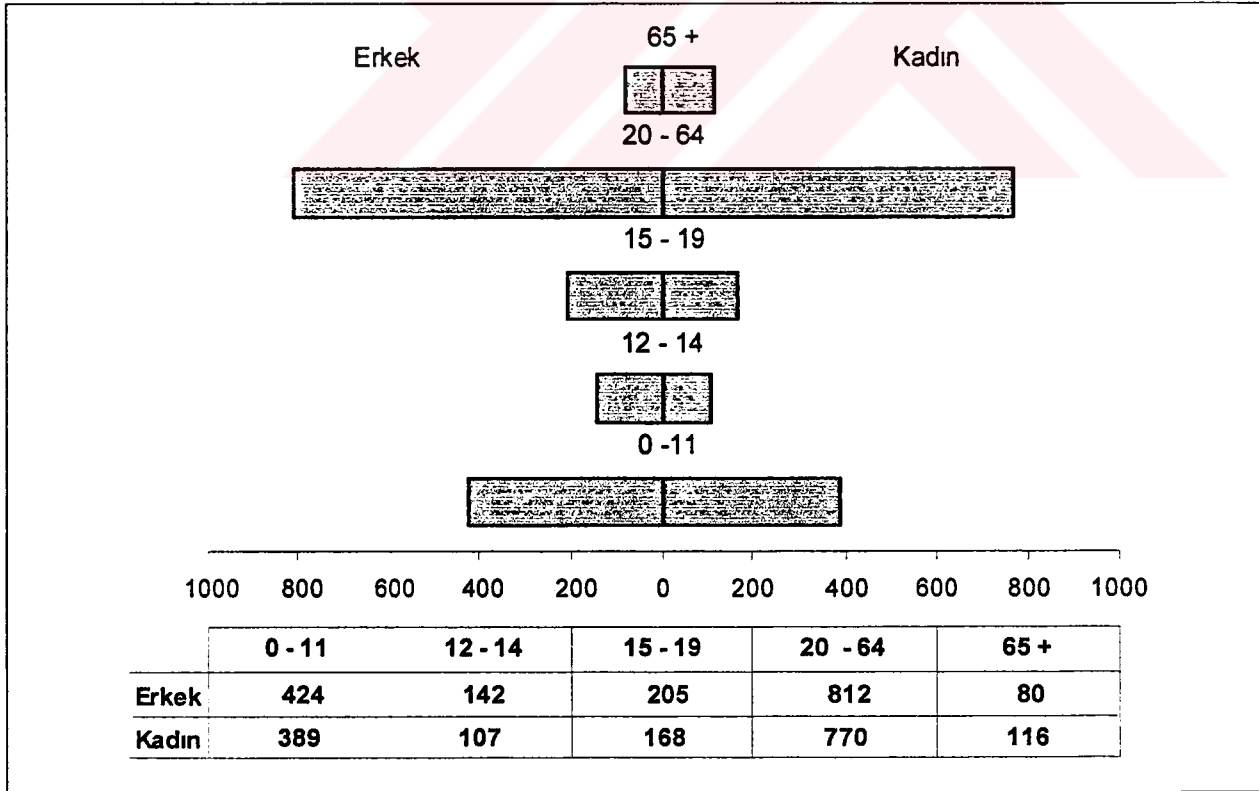 65 +
Erkek Kadın
20 - 64
15 - 19
12 - 14
0 -11
1000 800 600 400 200 0 200 400 600 800 1000
0 - 11 12 - 14 15 - 19 20 - 64 65 +
Erkek 424 142 205 812 80
Kadın 389 107 168 770 116